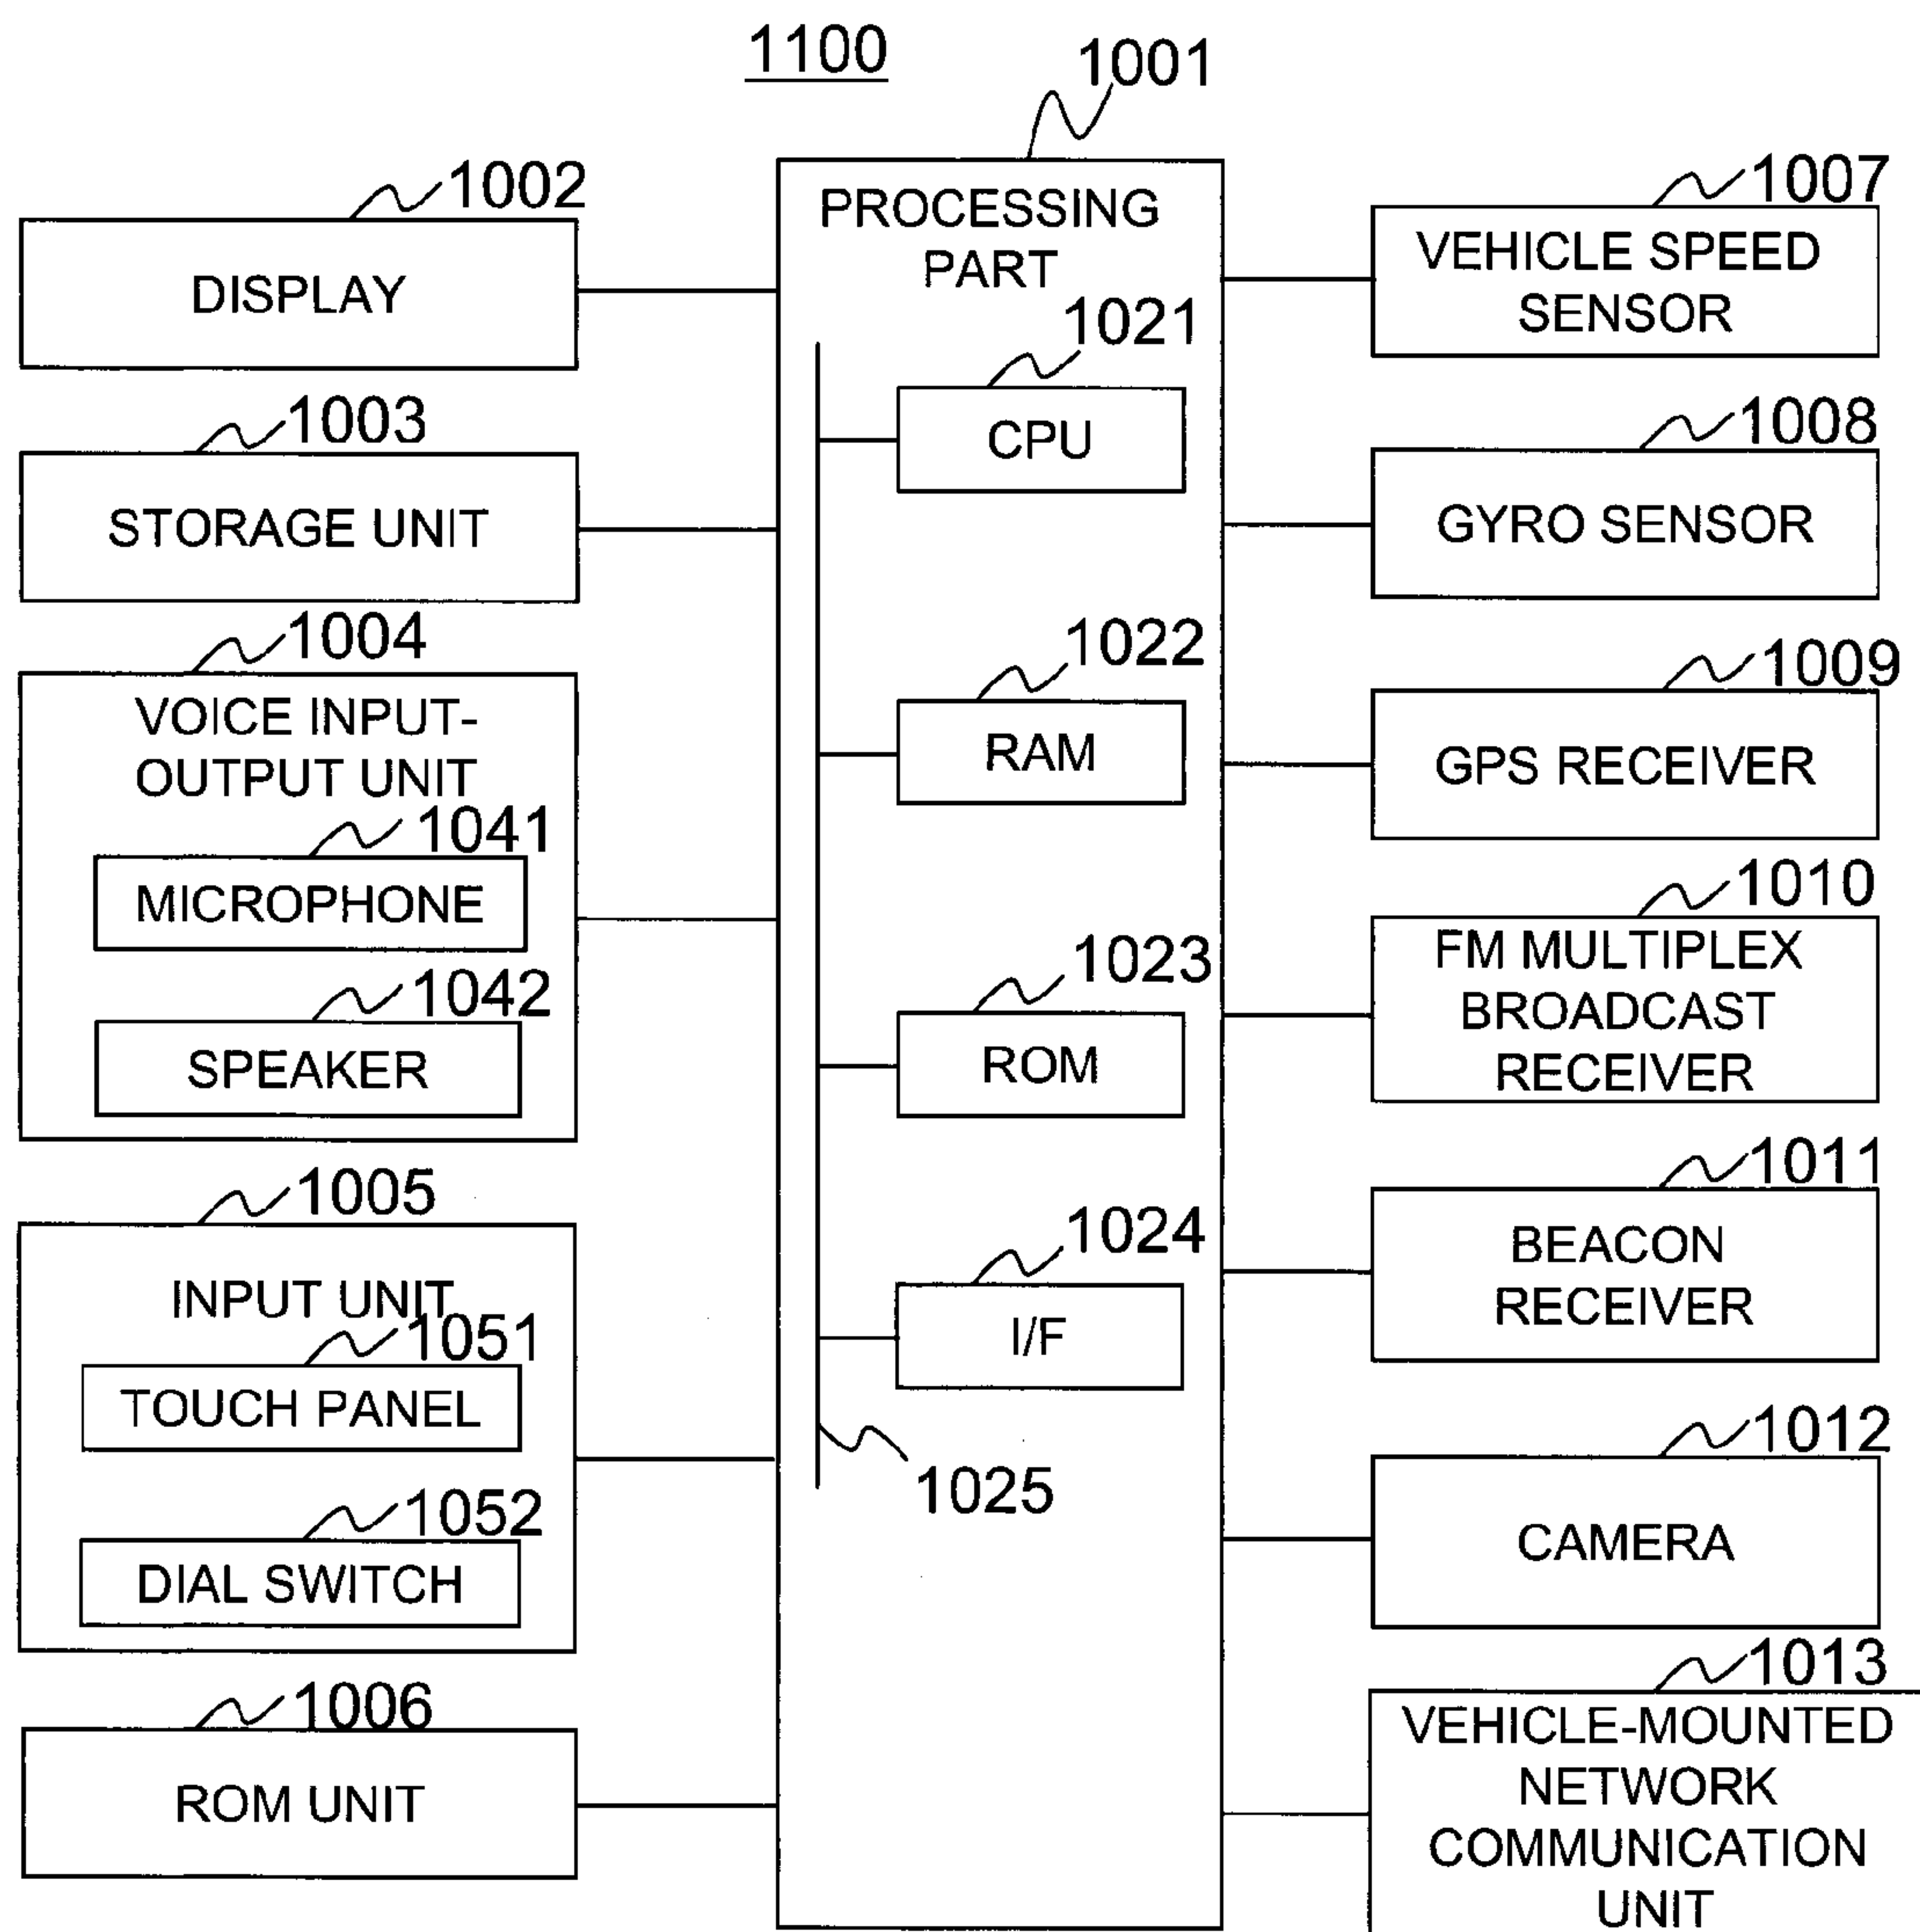 1100
1001
1002
DISPLAY
1003
STORAGE UNIT
1004
VOICE INPUT-
OUTPUT UNIT
1041
MICROPHONE
1042
SPEAKER
1005
INPUT UNIT
1051
TOUCH PANEL
1052
DIAL SWITCH
1006
ROM UNIT
PROCESSING
PART
1021
CPU
1022
RAM
1023
ROM
1024
I/F
1025
1007
VEHICLE SPEED
SENSOR
1008
GYRO SENSOR
1009
GPS RECEIVER
1010
FM MULTIPLEX
BROADCAST
RECEIVER
1011
BEACON
RECEIVER
1012
CAMERA
1013
VEHICLE-MOUNTED
NETWORK
COMMUNICATION
UNIT